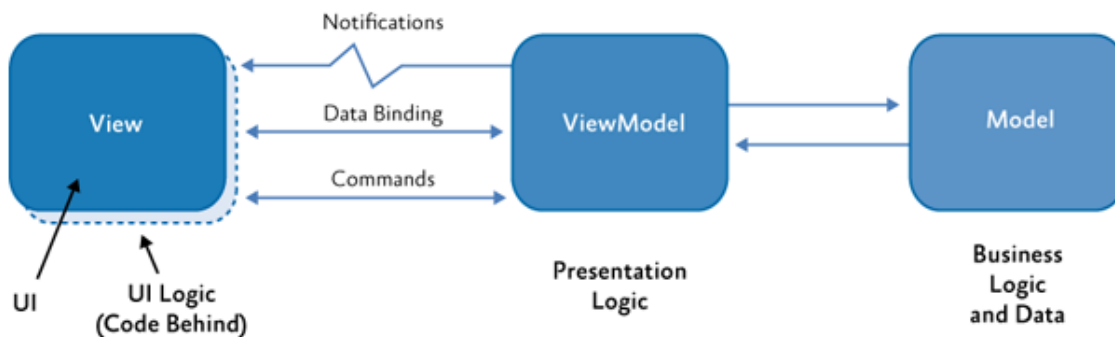 Notifications
View
Data Binding
ViewModel
Model
Commands
UI
UI Logic
(Code Behind)
Presentation
Logic
Business
Logic
and Data